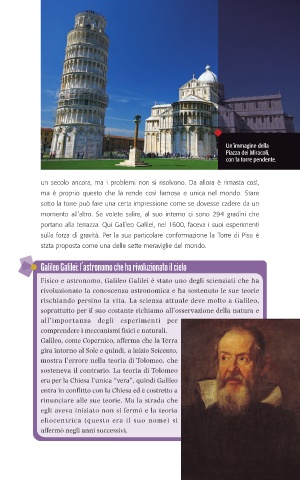 Un'immagine della
Piazza dei Miracoli,
con la torre pendente.
un secolo ancora, ma i problemi non si risolvono. Da allora è rimasta così,
ma è proprio questo che la rende così famosa e unica nel mondo. Stare
sotto la torre può fare una certa impressione come se dovesse cadere da un
momento all'altro. Se volete salire, al suo interno ci sono 294 gradini che
portano alla terrazza. Qui Galileo Galilei, nel 1600, faceva i suoi esperimenti
sulla forza di gravità. Per la sua particolare conformazione la Torre di Pisa è
stata proposta come una delle sette meraviglie del mondo.
Galileo Galilei: l'astronomo che ha rivoluzionato il cielo
Fisico e astronomo, Galileo Galilei è stato uno degli scienziati che ha
rivoluzionato la conoscenza astronomica e ha sostenuto le sue teorie
rischiando persino la vita. La scienza attuale deve molto a Galileo,
soprattutto per il suo costante richiamo all'osservazione della natura e
all'importanza degli esperimenti per
comprendere i meccanismi fisici e naturali.
Galileo, come Copernico, afferma che la Terra
gira intorno al Sole e quindi, a inizio Seicento,
mostra l'errore nella teoria di Tolomeo, che
sosteneva il contrario. La teoria di Tolomeo
era per la Chiesa l'unica "vera", quindi Galileo
entra in conflitto con la Chiesa ed è costretto a
rinunciare alle sue teorie. Ma la strada che
egli aveva iniziato non si fermò e la teoria
eliocentrica (questo era il suo nome) si
affermò negli anni successivi.